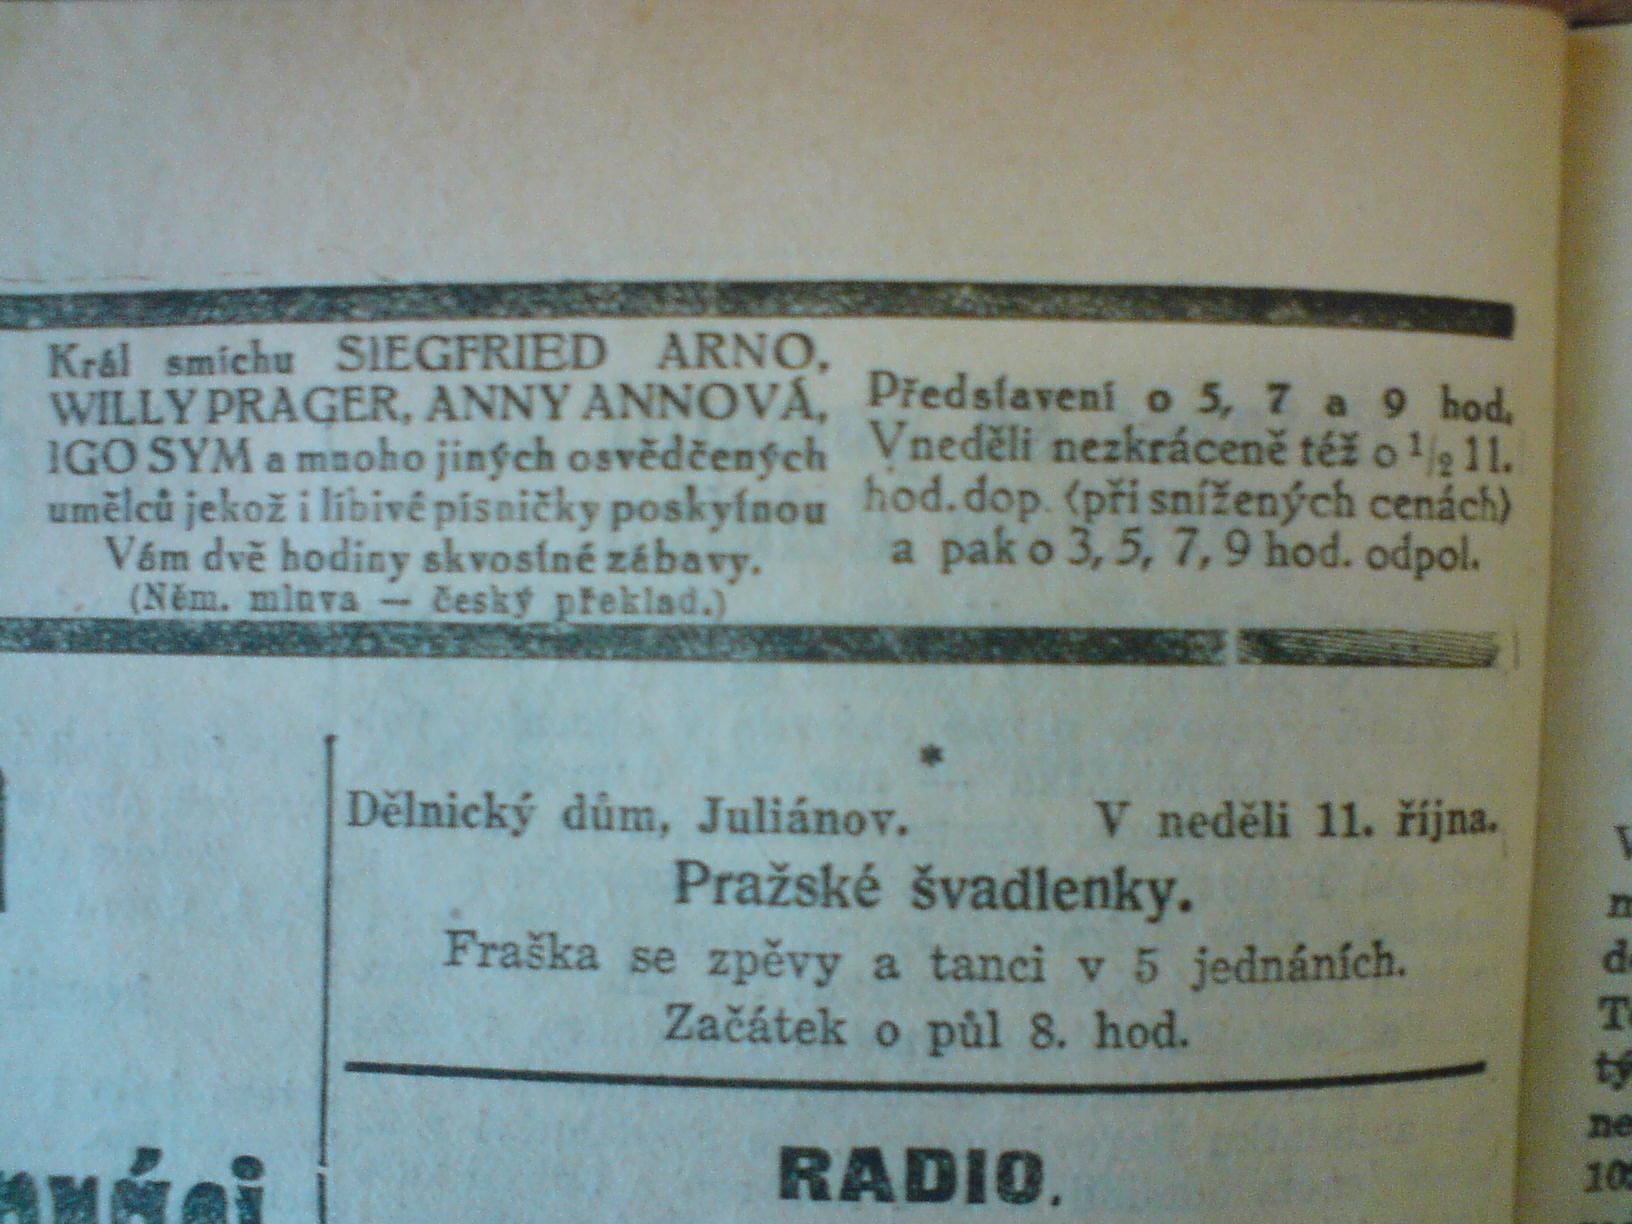 Král smíchu SIEGFRIED ARNO,
WILLY PRAGER, ANNY ANNOVÁ,
IGO SYM a mnoho jiných osvědčených
umělců jekož i líbivé písničky poskytnou
Vám dvě hodiny skvostné zábavy.
(Něm. mluva — český překlad.)
Představení o 5, 7 a 9 hod.
V neděli nezkráceně též o 1/2 11.
hod. dop. (při snížených cenách)
a pak o 3, 5, 7, 9 hod. odpol.
*
Dělnický dům, Juliánov. V neděli 11. října.
Pražské švadlenky.
Fraška se zpěvy a tanci v 5 jednáních.
Začátek o půl 8. hod.
RADIO.